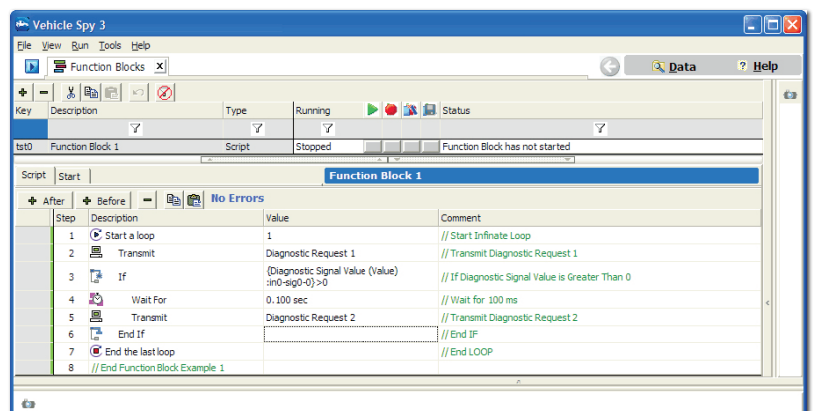 Vehicle Spy 3
File View Run Tools Help
Function Blocks x
Data ? Help
Key Description Type Running Status
tst0 Function Block 1 Script Stopped Function Block has not started
Script Start Function Block 1
After Before No Errors
Step Description Value Comment
1 Start a loop 1 // Start Infinate Loop
2 Transmit Diagnostic Request 1 // Transmit Diagnostic Request 1
3 If {Diagnostic Signal Value (Value) :in0-sig0-0} >0 // If Diagnostic Signal Value is Greater Than 0
4 Wait For 0.100 sec // Wait for 100 ms
5 Transmit Diagnostic Request 2 // Transmit Diagnostic Request 2
6 End If // End IF
7 End the last loop // End LOOP
8 // End Function Block Example 1